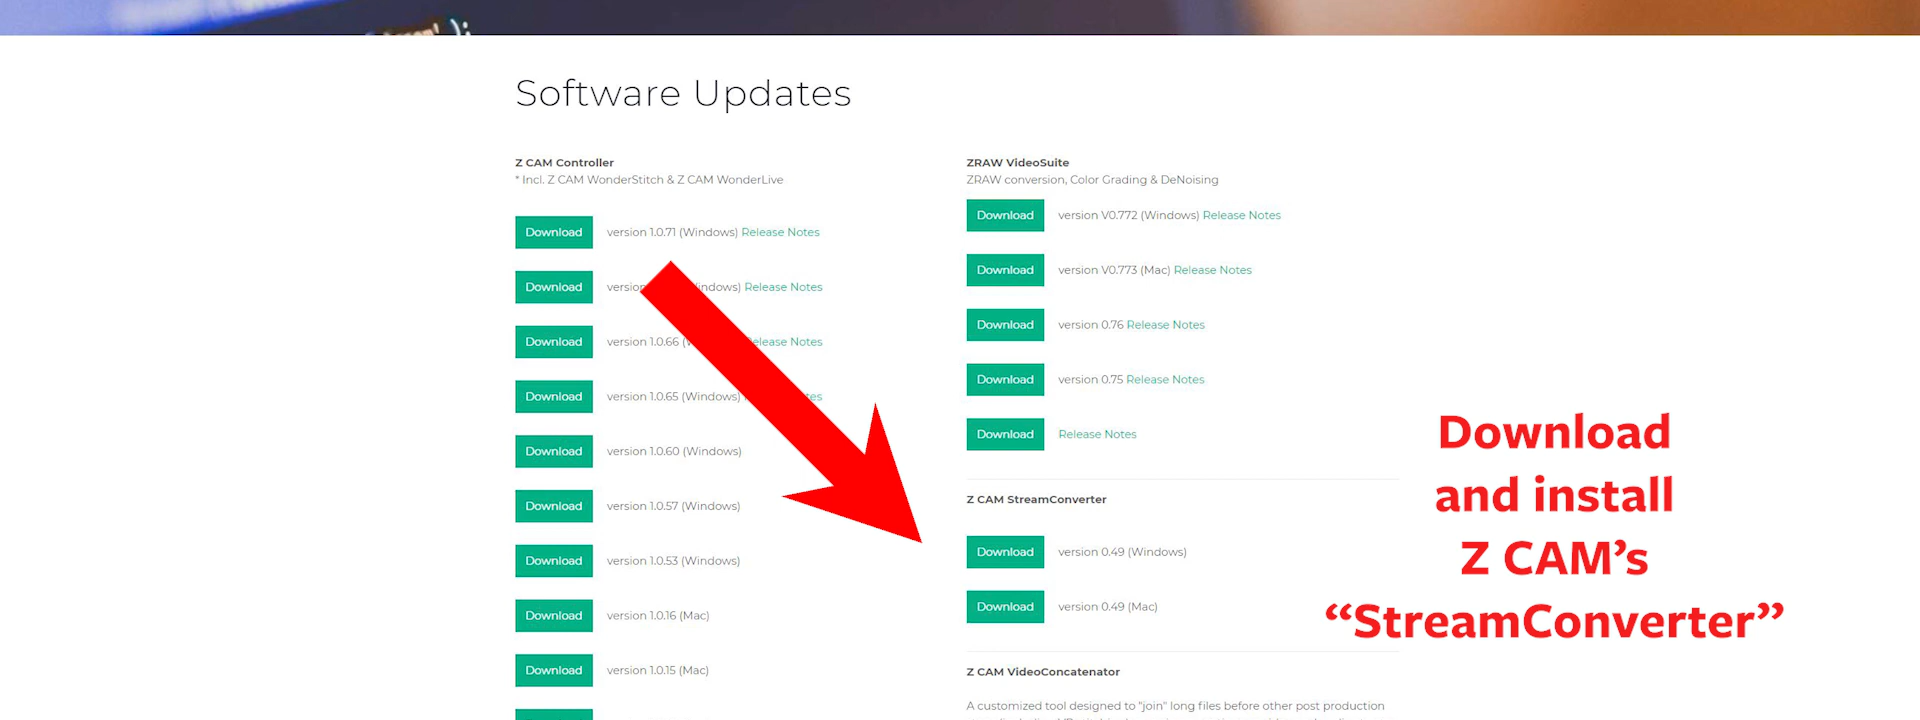 Software Updates
Z CAM Controller
* Incl. Z CAM WonderStitch & Z CAM WonderLive
Download version 1.0.71 (Windows) Release Notes
Download Release Notes
Download version 1.0.66
Download version 1.0.65 (Windows)
Download version 1.0.60 (Windows)
Download version 1.0.57 (Windows)
Download version 1.0.53 (Windows)
Download version 1.0.16 (Mac)
Download version 1.0.15 (Mac)
ZRAW VideoSuite
ZRAW conversion, Color Grading & DeNoising
Download version V0.772 (Windows) Release Notes
Download version V0.773 (Mac) Release Notes
Download version 0.76 Release Notes
Download version 0.75 Release Notes
Download Release Notes
Z CAM StreamConverter
Download version 0.49 (Windows)
Download version 0.49 (Mac)
Z CAM VideoConcatenator
A customized tool designed to "join" long files before other post production
Download
and install
Z CAM’s
“StreamConverter”